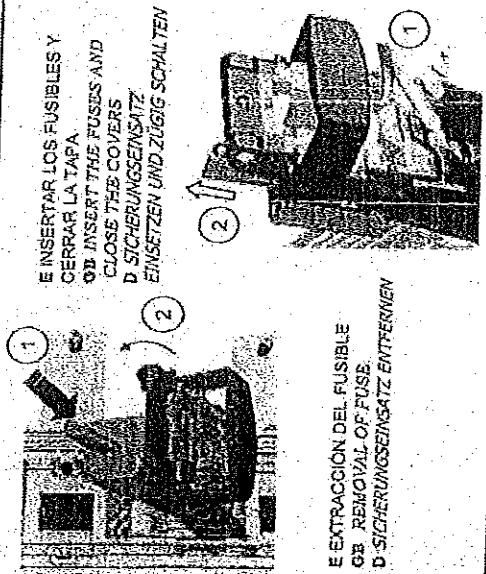 E INSERTAR LOS FUSIBLES Y
CERRAR LA TAPA
GB INSERT THE FUSES AND
CLOSE THE COVERS
D SICHERUNGSEINSATZ
EINSETZEN UND ZÜGIG SCHALTEN
1
2
2
1
E EXTRACCIÓN DEL FUSIBLE
GB REMOVAL OF FUSE
D SICHERUNGSEINSATZ ENTFERNEN